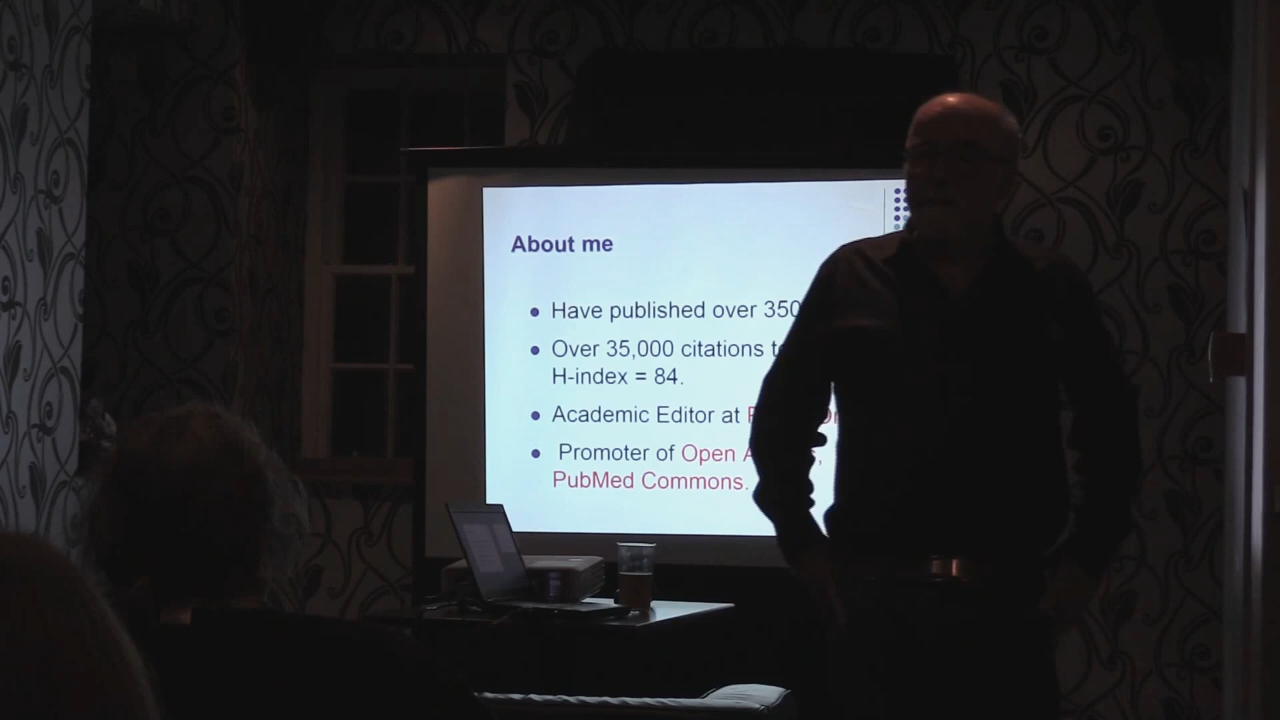 About me
Have published over 350
Over 35,000 citations
H-index = 84.
Academic Editor at
Promoter of Open
PubMed Commons.